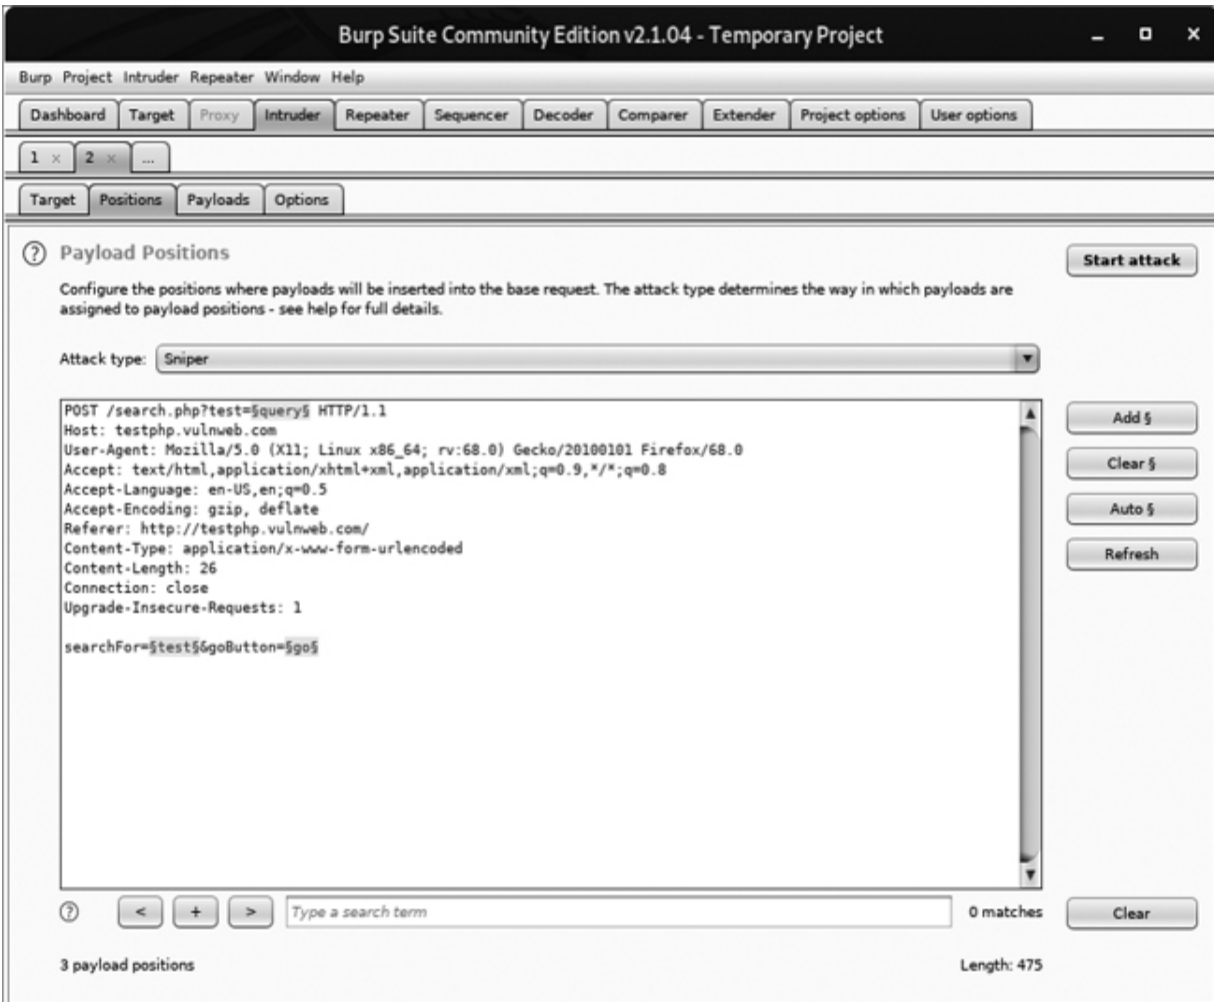 Burp Suite Community Edition v2.1.04 - Temporary Project
Burp Project Intruder Repeater Window Help
Dashboard Target Proxy Intruder Repeater Sequencer Decoder Comparer Extender Project options User options
1 × 2 × ...
Target Positions Payloads Options
? Payload Positions
Start attack
Configure the positions where payloads will be inserted into the base request. The attack type determines the way in which payloads are
assigned to payload positions - see help for full details.
Attack type: Sniper
POST /search.php?test=§query§ HTTP/1.1
Host: testphp.vulnweb.com
User-Agent: Mozilla/5.0 (X11; Linux x86_64; rv:68.0) Gecko/20100101 Firefox/68.0
Accept: text/html,application/xhtml+xml,application/xml;q=0.9,*/*;q=0.8
Accept-Language: en-US,en;q=0.5
Accept-Encoding: gzip, deflate
Referer: http://testphp.vulnweb.com/
Content-Type: application/x-www-form-urlencoded
Content-Length: 26
Connection: close
Upgrade-Insecure-Requests: 1
searchFor=§test§&goButton=§go§
Add §
Clear §
Auto §
Refresh
? < + > Type a search term 0 matches Clear
3 payload positions Length: 475